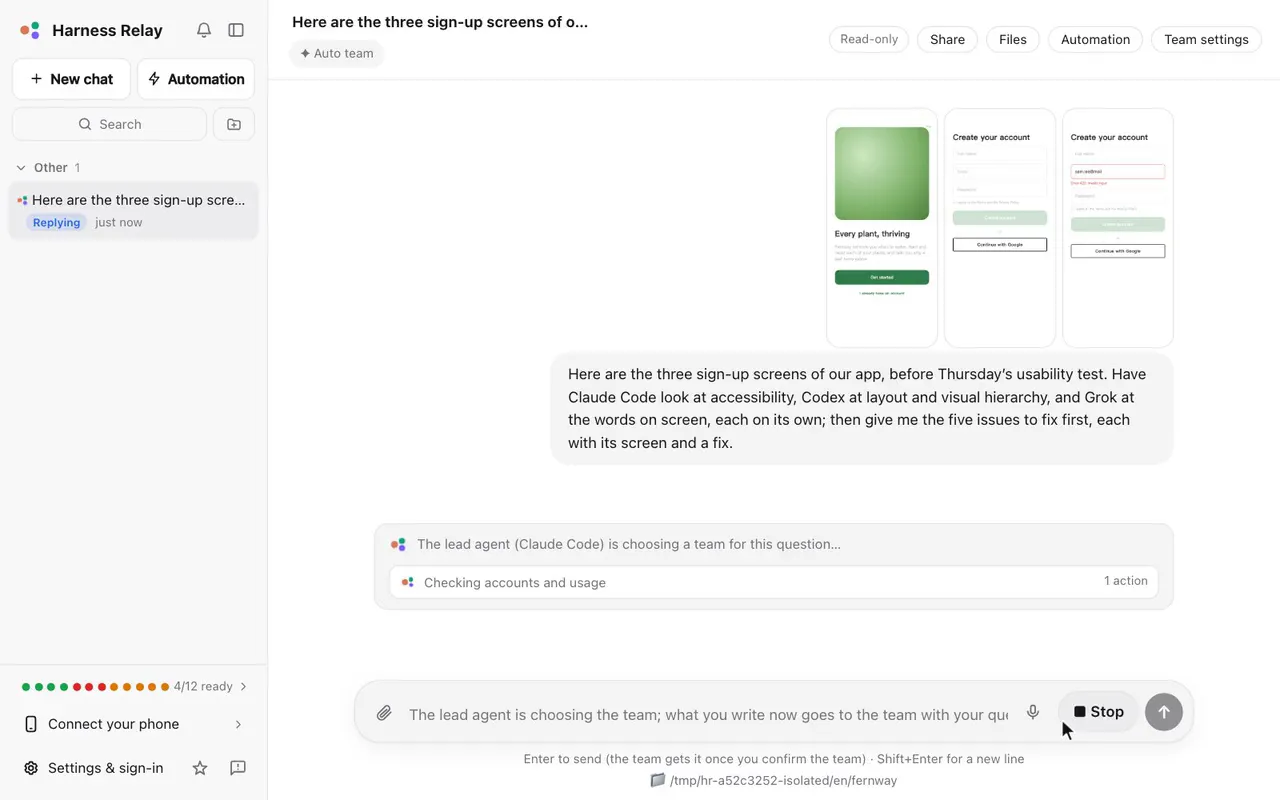 Harness Relay
New chat
Automation
Search
Other 1
Here are the three sign-up scre...
Replying just now
4/12 ready
Connect your phone
Settings & sign-in
Here are the three sign-up screens of o...
Auto team
Read-only
Share
Files
Automation
Team settings
Every plant, thriving
Get started
I already have an account
Create your account
Continue with Google
Create your account
Continue with Google
Here are the three sign-up screens of our app, before Thursday’s usability test. Have
Claude Code look at accessibility, Codex at layout and visual hierarchy, and Grok at
the words on screen, each on its own; then give me the five issues to fix first, each
with its screen and a fix.
The lead agent (Claude Code) is choosing a team for this question...
Checking accounts and usage
1 action
The lead agent is choosing the team; what you write now goes to the team with your que
Stop
Enter to send (the team gets it once you confirm the team) · Shift+Enter for a new line
/tmp/hr-a52c3252-isolated/en/fernway